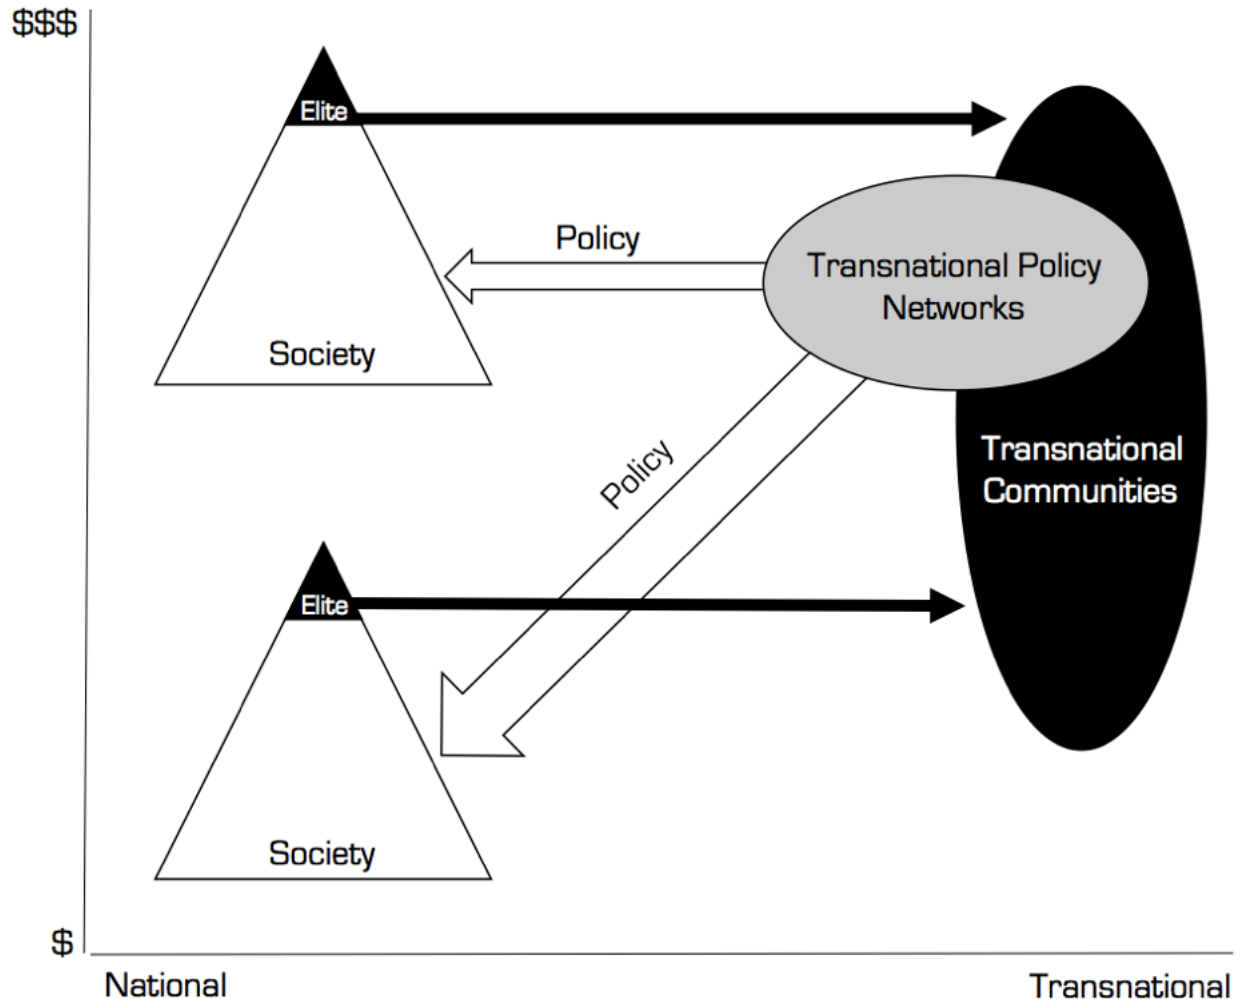 $$$
Elite
Policy
Transnational Policy
Networks
Society
Transnational
Communities
Policy
Elite
Society
$
National
Transnational